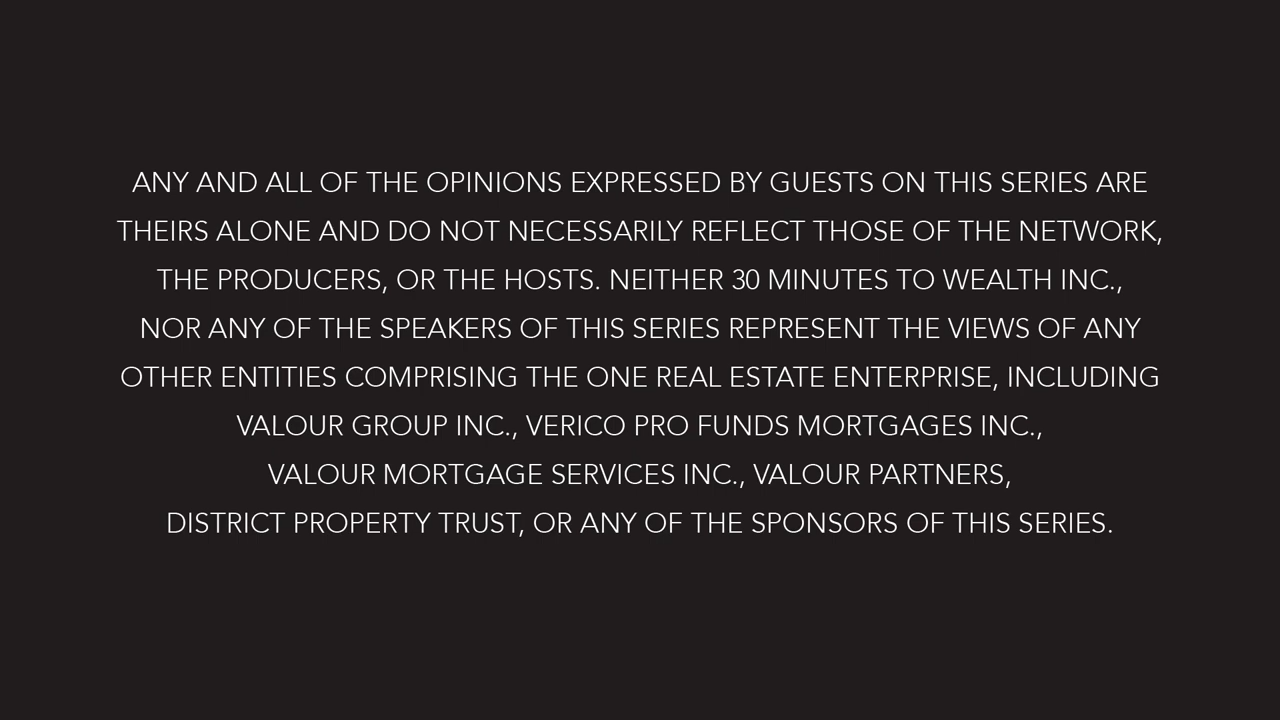 ANY AND ALL OF THE OPINIONS EXPRESSED BY GUESTS ON THIS SERIES ARE
THEIRS ALONE AND DO NOT NECESSARILY REFLECT THOSE OF THE NETWORK,
THE PRODUCERS, OR THE HOSTS. NEITHER 30 MINUTES TO WEALTH INC.,
NOR ANY OF THE SPEAKERS OF THIS SERIES REPRESENT THE VIEWS OF ANY
OTHER ENTITIES COMPRISING THE ONE REAL ESTATE ENTERPRISE, INCLUDING
VALOUR GROUP INC., VERICO PRO FUNDS MORTGAGES INC.,
VALOUR MORTGAGE SERVICES INC., VALOUR PARTNERS,
DISTRICT PROPERTY TRUST, OR ANY OF THE SPONSORS OF THIS SERIES.